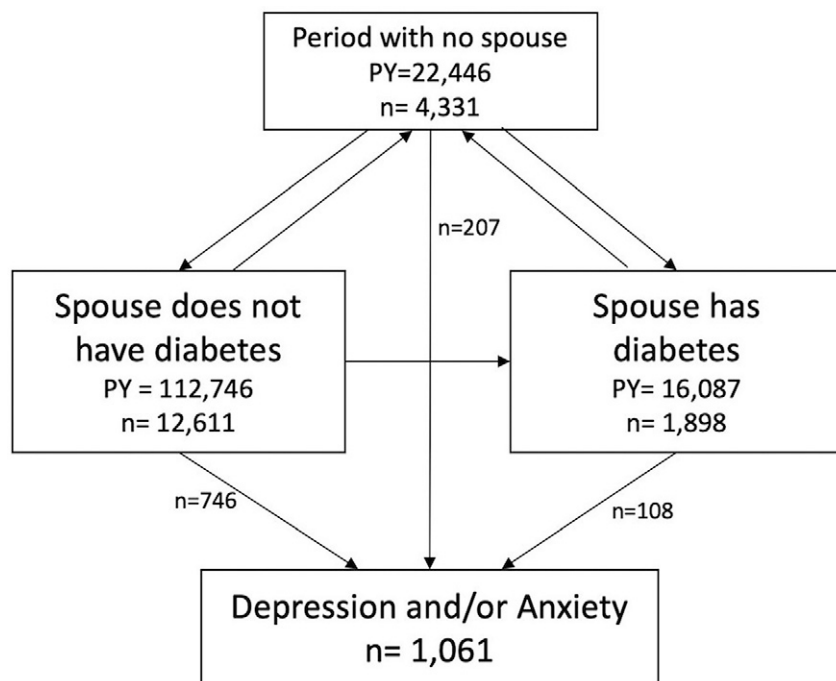 Period with no spouse
PY=22,446
n= 4,331
n=207
Spouse does not
have diabetes
PY = 112,746
n= 12,611
Spouse has
diabetes
PY= 16,087
n= 1,898
n=746
n=108
Depression and/or Anxiety
n= 1,061